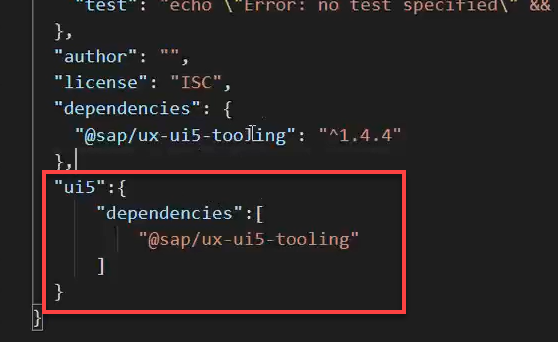 "test": "echo \"Error: no test specified\" &&
},
"author": "",
"license": "ISC",
"dependencies": {
"@sap/ux-ui5-tooling": "^1.4.4"
},
"ui5":{
"dependencies":[
"@sap/ux-ui5-tooling"
]
}
}